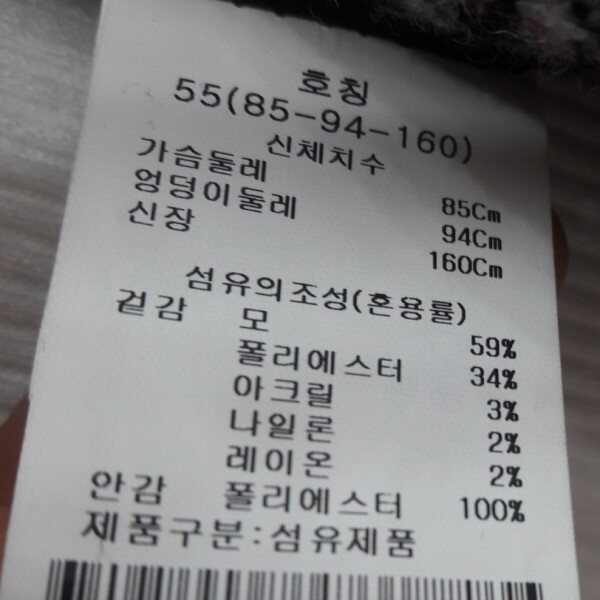 호칭
55(85-94-160)
신체치수
가슴둘레 85Cm
엉덩이둘레 94Cm
신장 160Cm
섬유의조성(혼용률)
겉감 모 59%
폴리에스터 34%
아크릴 3%
나일론 2%
레이온 2%
안감 폴리에스터 100%
제품구분:섬유제품